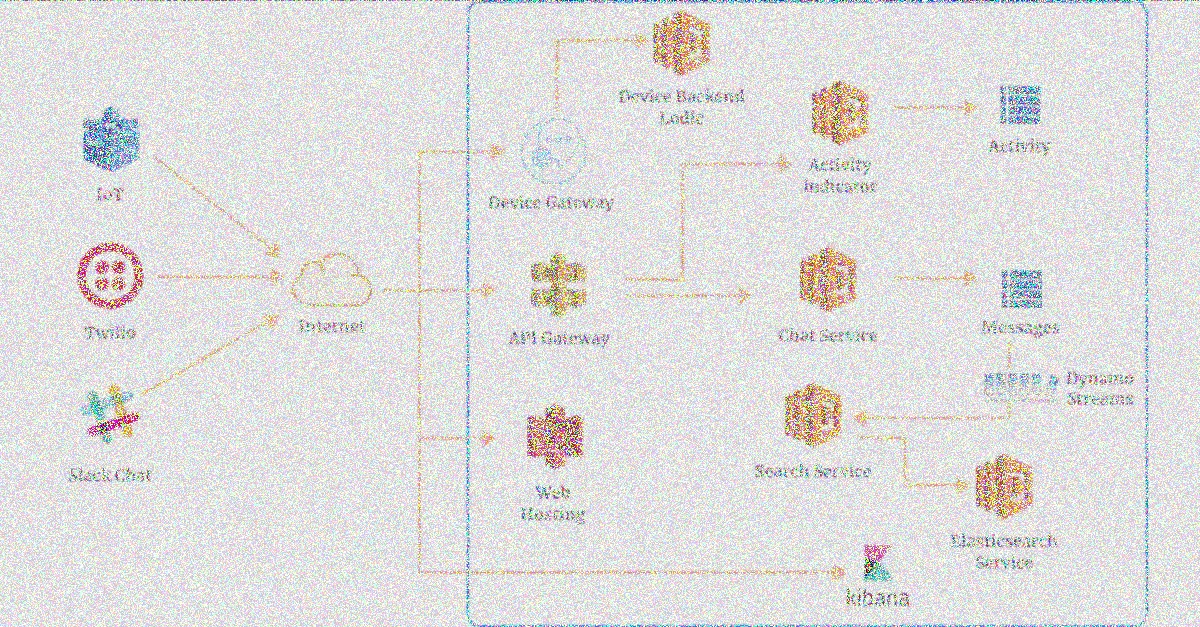 Device Backend
Logic
Activity
Activity
Indicator
IoT
Device Gateway
Twilio
Internet
API Gateway
Chat Service
Messages
Dynamo
Streams
Slack Chat
Search Service
Web
Hosting
Elasticsearch
Service
kibana